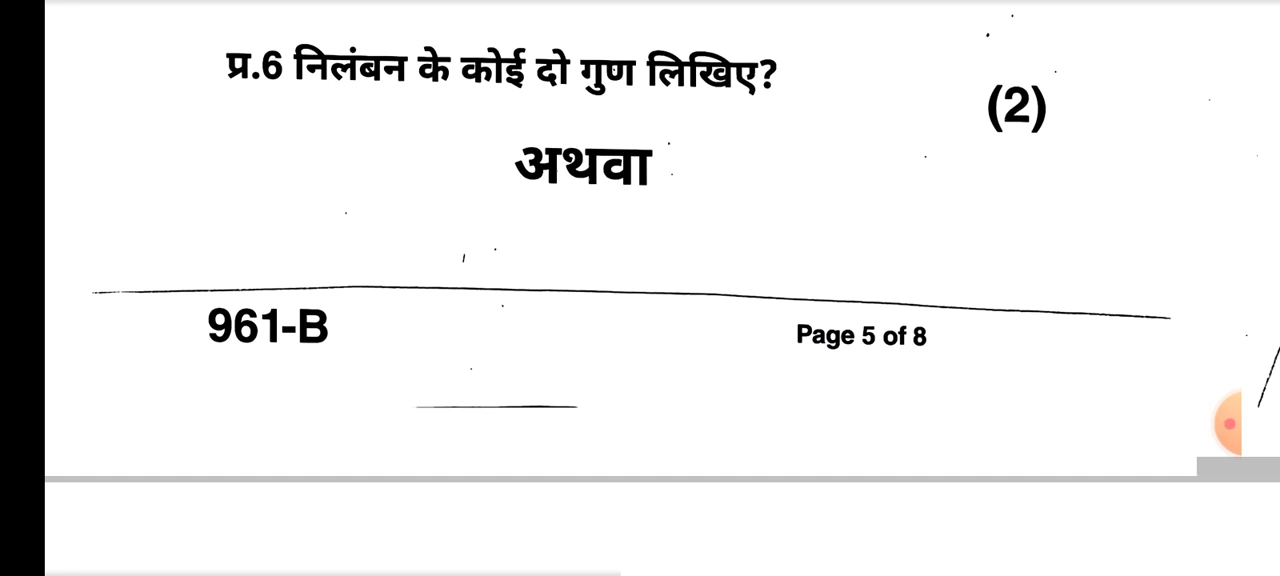 प्र.6 निलंबन के कोई दो गुण लिखिए?
(2)
अथवा
961-B
Page 5 of 8